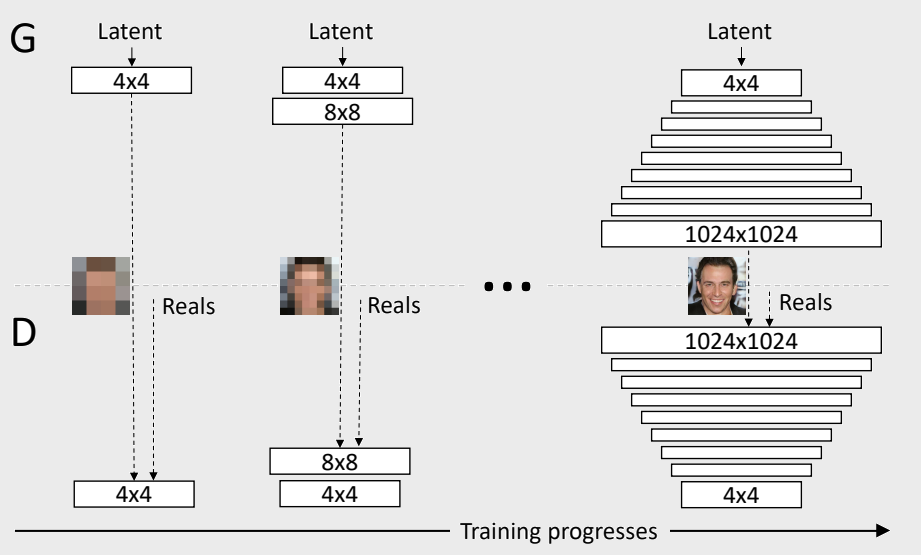 G
Latent
Latent
Latent
4x4
4x4
4x4
8x8
1024x1024
Reals
Reals
Reals
D
1024x1024
8x8
4x4
4x4
4x4
Training progresses